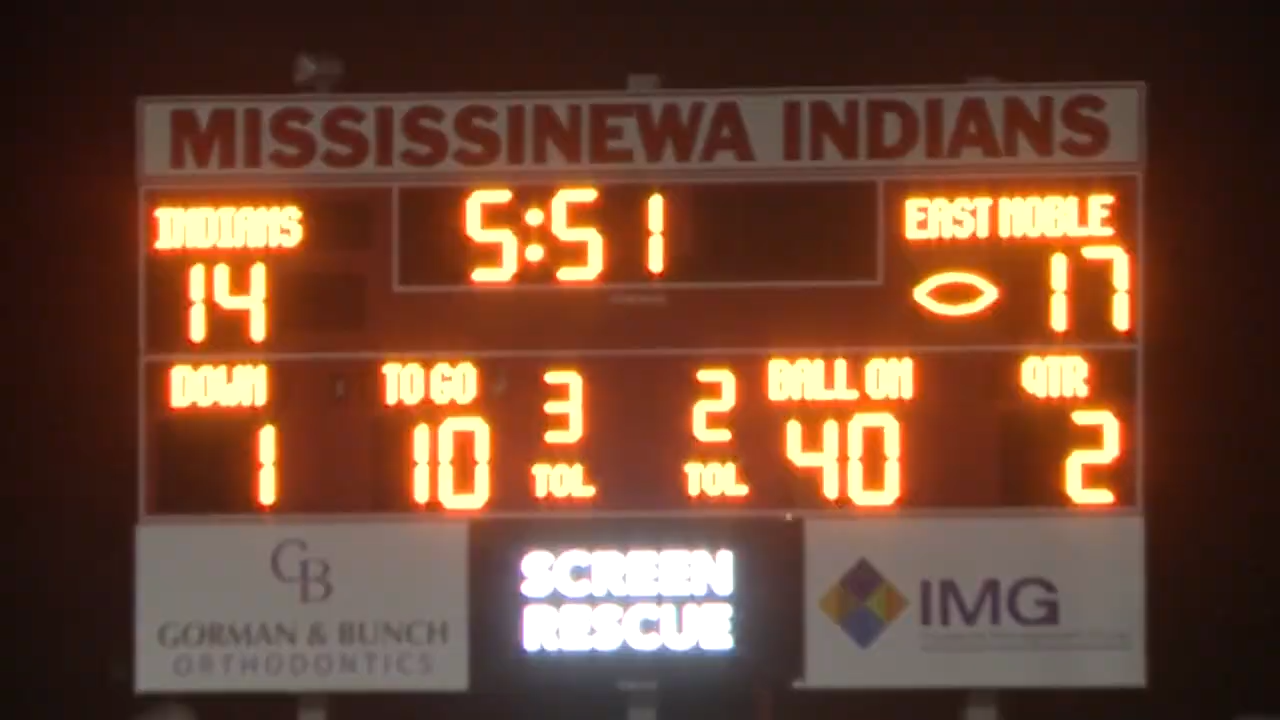 MISSISSINEWA INDIANS
INDIANS 5:51 EAST NOBLE
14 17
DOWN TO GO 3 2 BALL ON QTR
1 10 TOL TOL 40 2
SCREEN
RESCUE
GB
GORMAN & BUNCH
ORTHODONTICS
IMG